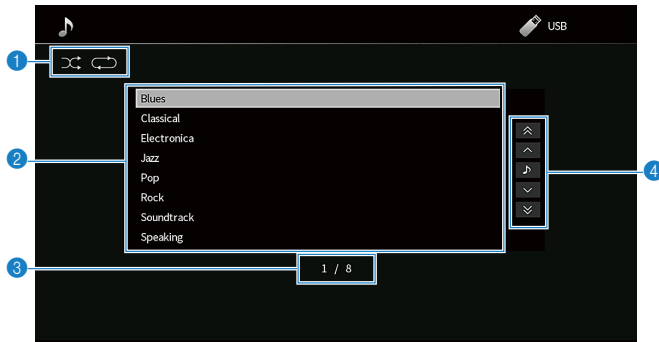 USB
1
2
Blues
Classical
Electronica
Jazz
Pop
Rock
Soundtrack
Speaking
4
3
1 / 8